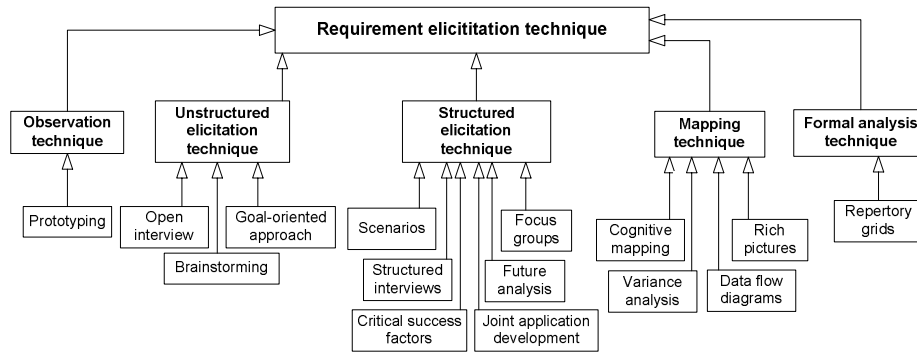 Requirement elicititation technique
Observation
technique
Unstructured
elicitation
technique
Structured
elicitation
technique
Mapping
technique
Formal analysis
technique
Prototyping
Open
interview
Goal-oriented
approach
Brainstorming
Scenarios
Focus
groups
Structured
interviews
Future
analysis
Critical success
factors
Joint application
development
Cognitive
mapping
Rich
pictures
Variance
analysis
Data flow
diagrams
Repertory
grids